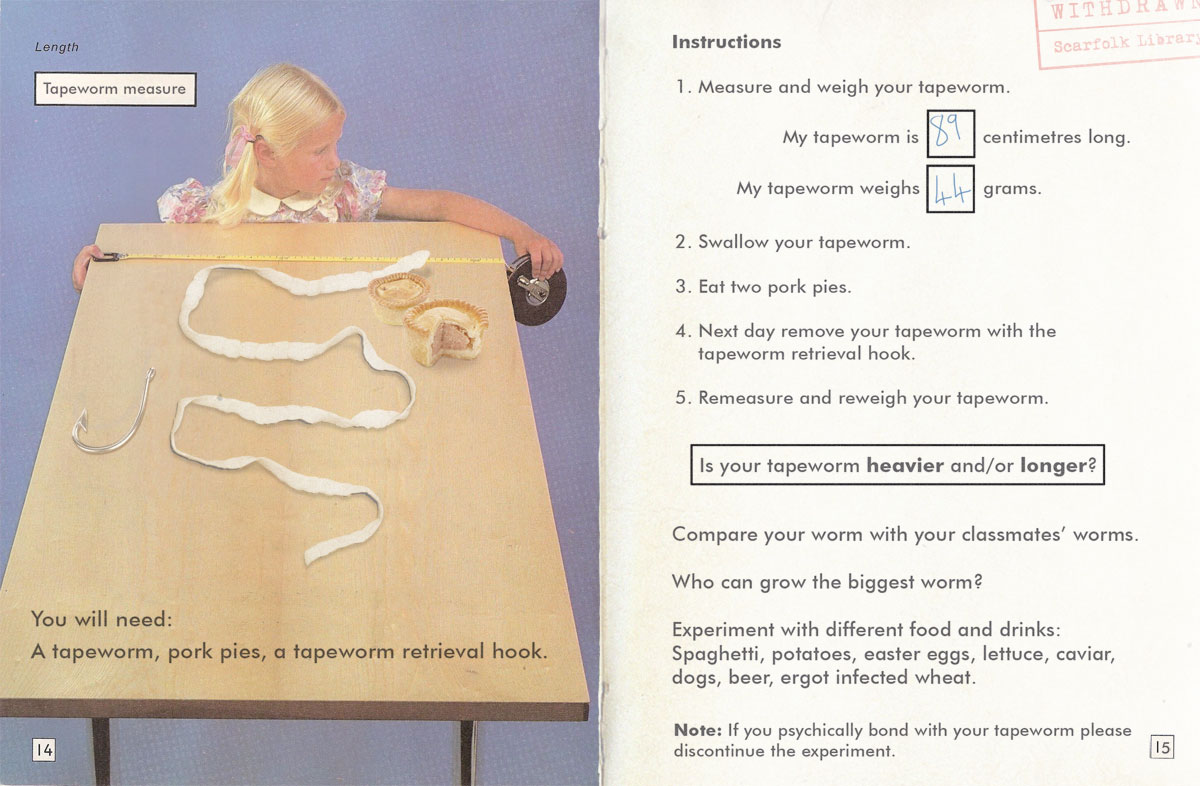 Length
Tapeworm measure
You will need:
A tapeworm, pork pies, a tapeworm retrieval hook.
14
WITHDRAWN
Scarfolk Library
Instructions
1. Measure and weigh your tapeworm.
My tapeworm is 89 centimetres long.
My tapeworm weighs 44 grams.
2. Swallow your tapeworm.
3. Eat two pork pies.
4. Next day remove your tapeworm with the
tapeworm retrieval hook.
5. Remeasure and reweigh your tapeworm.
Is your tapeworm heavier and/or longer?
Compare your worm with your classmates’ worms.
Who can grow the biggest worm?
Experiment with different food and drinks:
Spaghetti, potatoes, easter eggs, lettuce, caviar,
dogs, beer, ergot infected wheat.
Note: If you psychically bond with your tapeworm please
discontinue the experiment.
15